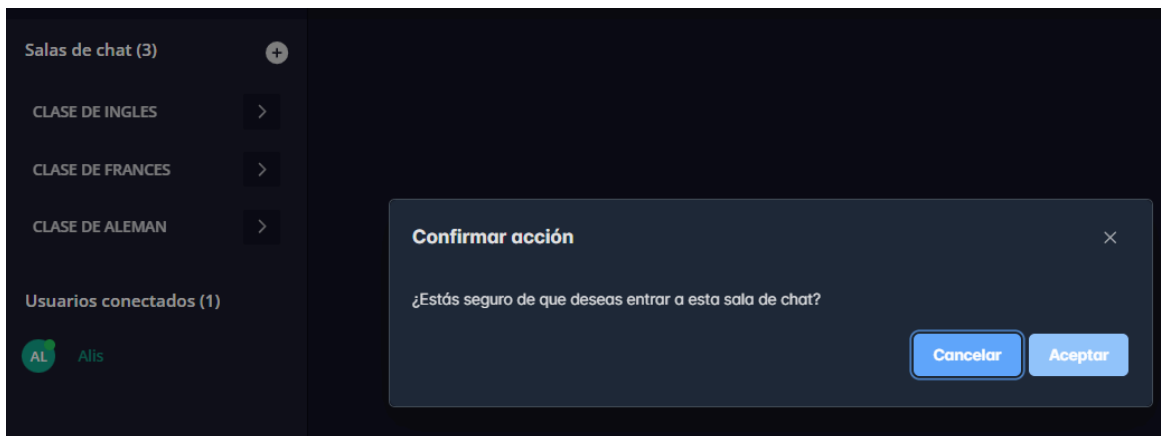 Salas de chat (3)
CLASE DE INGLES
CLASE DE FRANCES
CLASE DE ALEMAN
Usuarios conectados (1)
AL Alis
Confirmar acción
¿Estás seguro de que deseas entrar a esta sala de chat?
Cancelar Aceptar